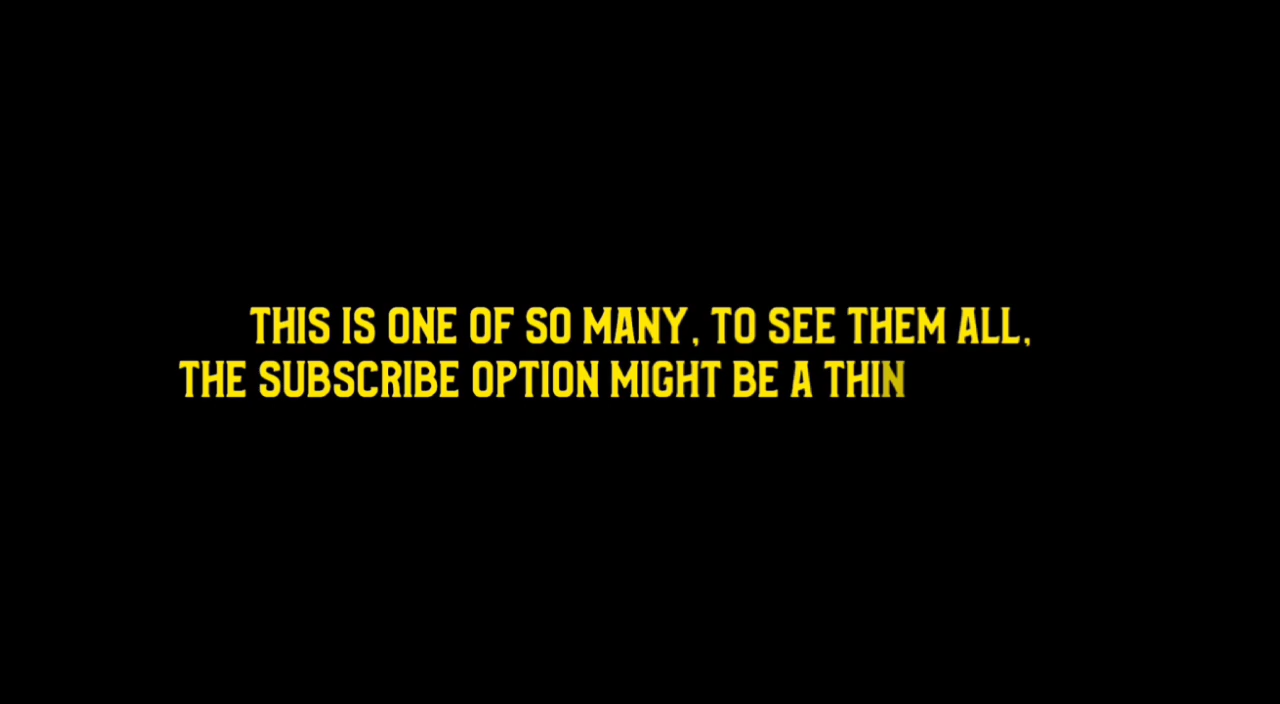 THIS IS ONE OF SO MANY, TO SEE THEM ALL,
THE SUBSCRIBE OPTION MIGHT BE A THIN